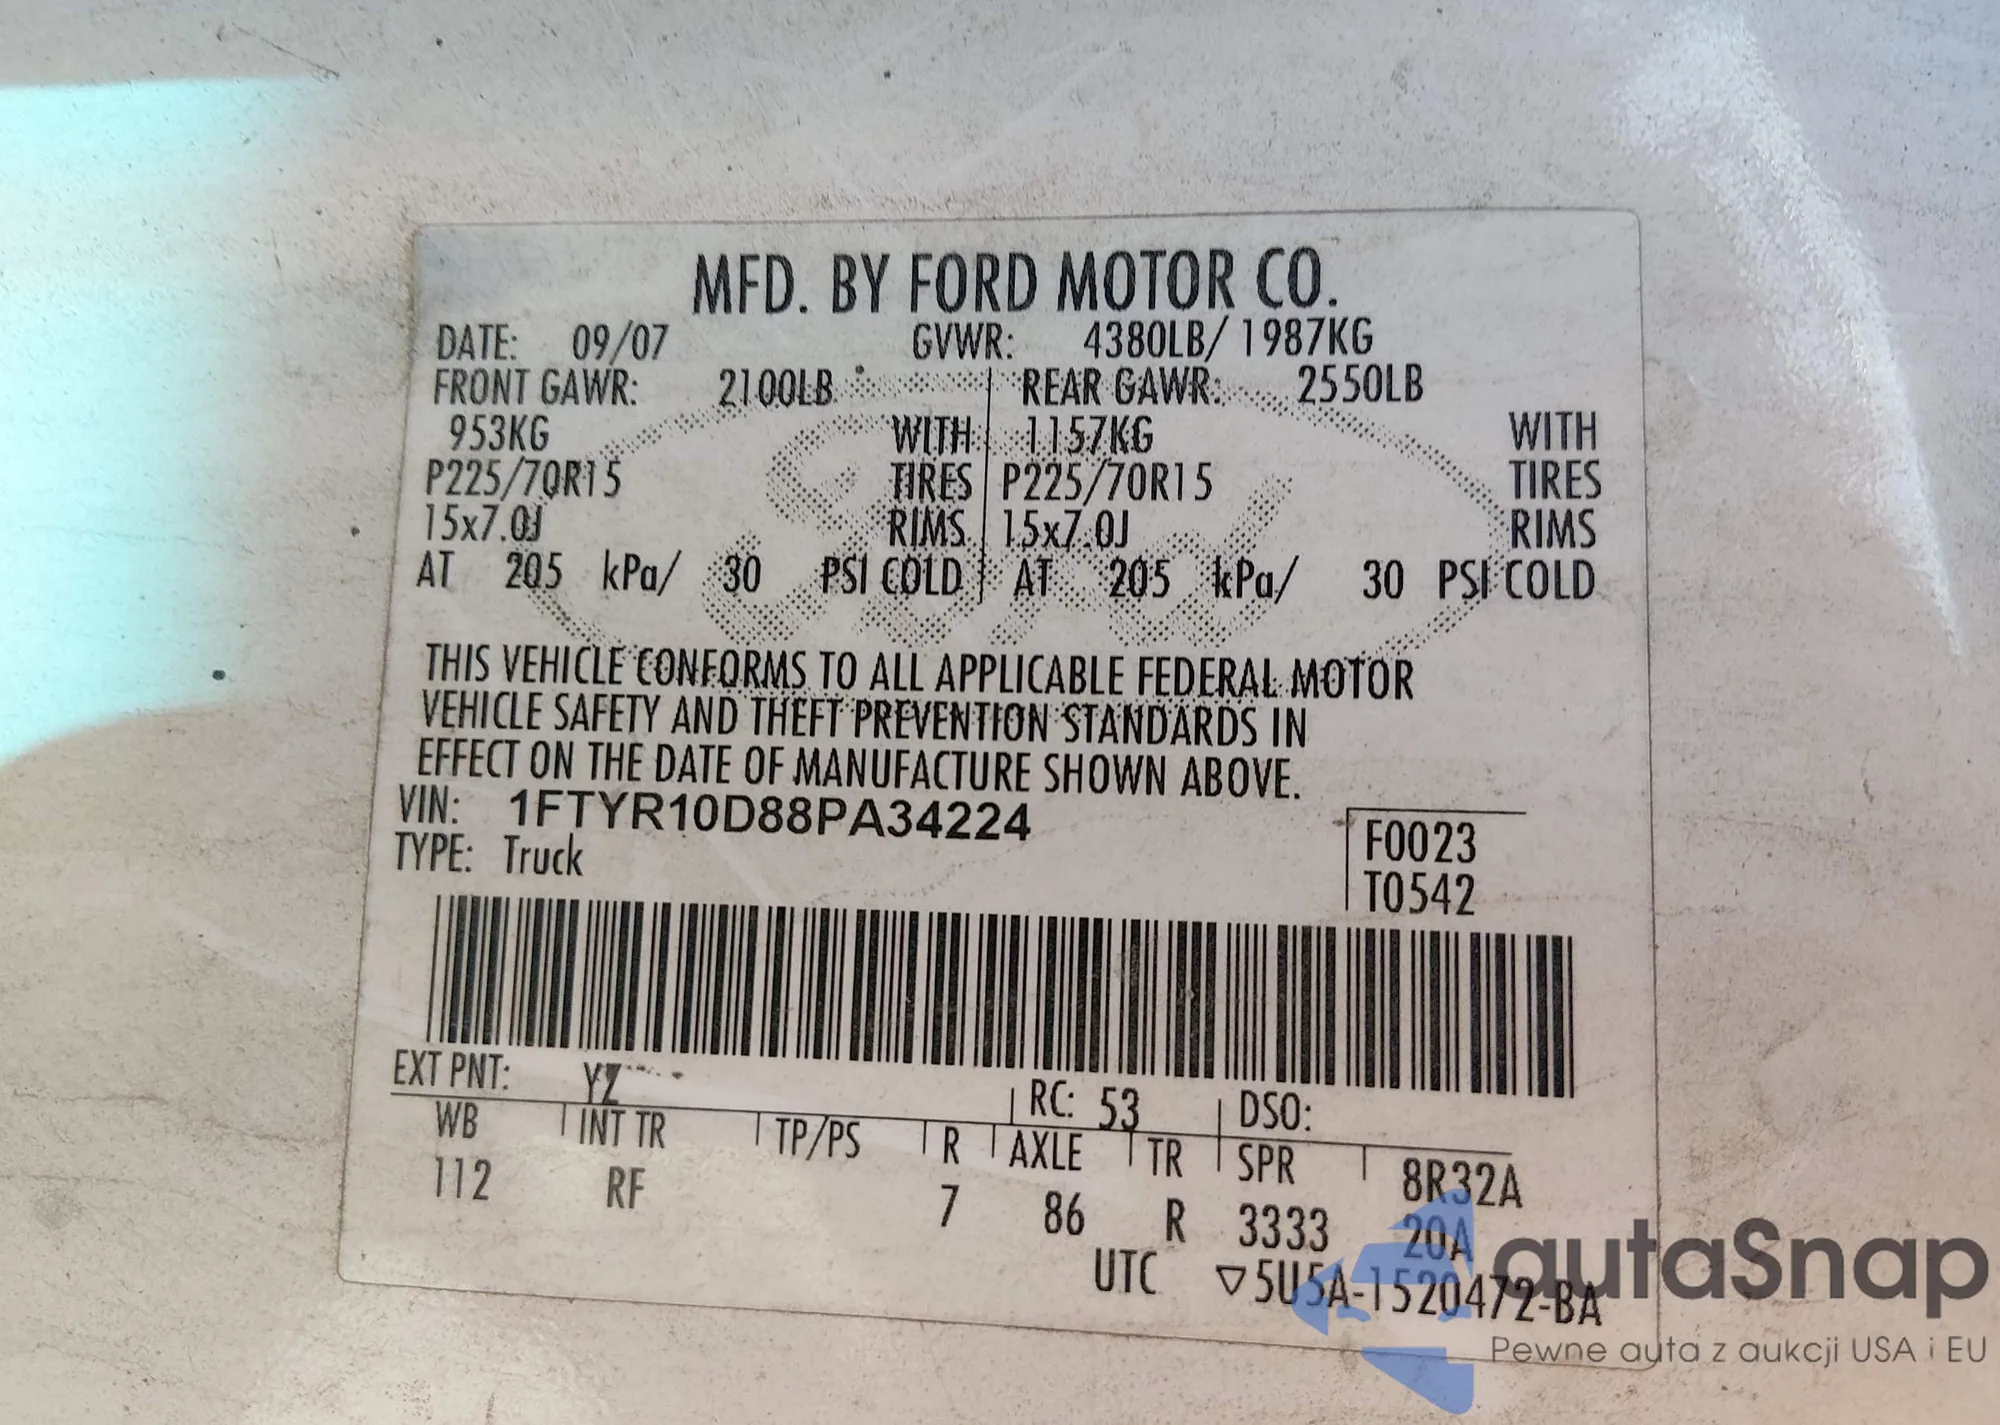 MFD. BY FORD MOTOR CO.
DATE: 09/07 GVWR: 4380LB/ 1987KG
FRONT GAWR: 2100LB REAR GAWR: 2550LB
953KG WITH 1157KG WITH
P225/70R15 TIRES P225/70R15 TIRES
15x7.0J RIMS 15x7.0J RIMS
AT 205 kPa/ 30 PSI COLD AT 205 kPa/ 30 PSI COLD
THIS VEHICLE CONFORMS TO ALL APPLICABLE FEDERAL MOTOR
VEHICLE SAFETY AND THEFT PREVENTION STANDARDS IN
EFFECT ON THE DATE OF MANUFACTURE SHOWN ABOVE.
VIN: 1FTYR10D88PA34224
TYPE: Truck
F0023
T0542
EXT PNT: YZ RC: 53 DSO:
WB INT TR TP/PS R AXLE TR SPR 8R32A
112 RF 7 86 R 3333 20A
UTC ▽5U5A-1520472-BA
autaSnap
Pewne auta z aukcji USA i EU